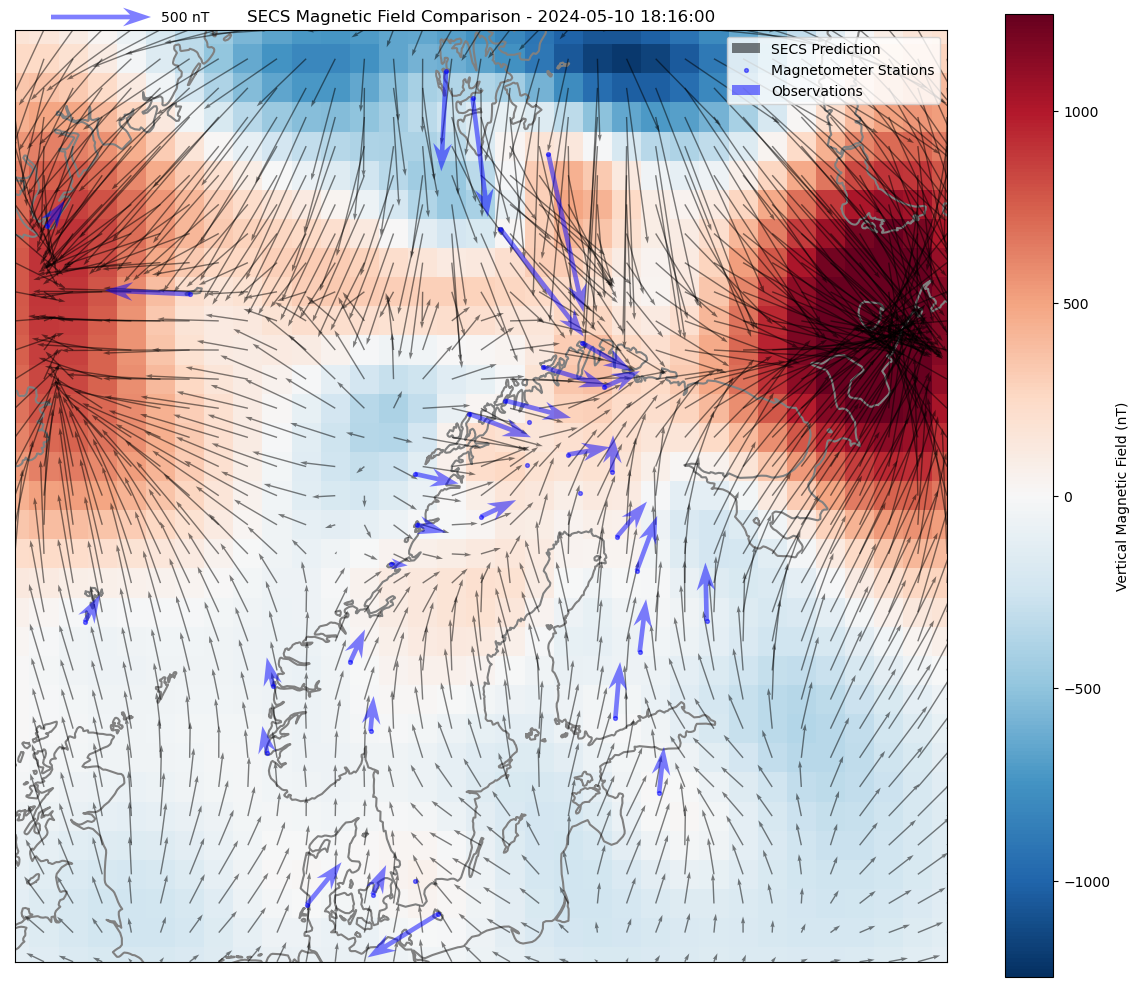 500 nT
SECS Magnetic Field Comparison - 2024-05-10 18:16:00
SECS Prediction
Magnetometer Stations
Observations
1000
500
0
−500
−1000
Vertical Magnetic Field (nT)